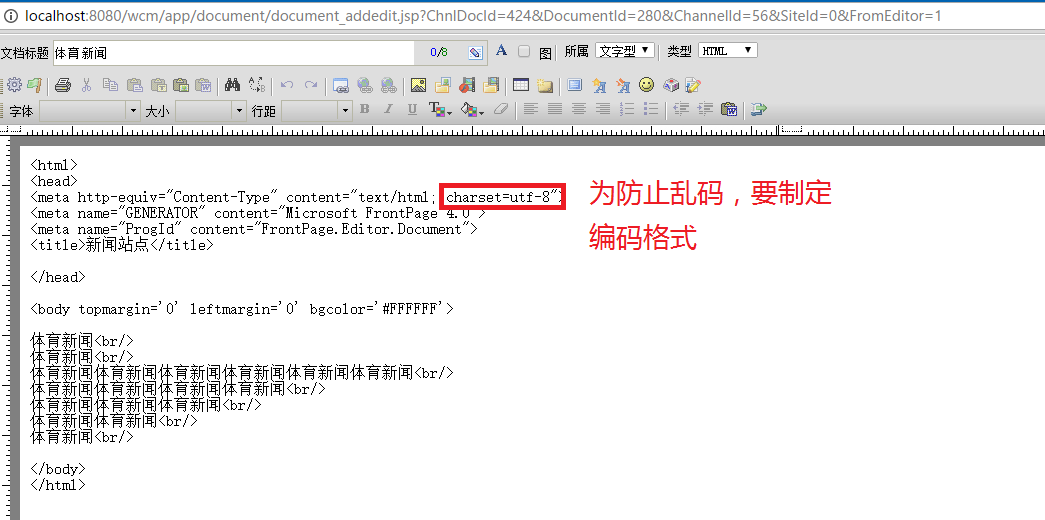 localhost:8080/wcm/app/document/document_addedit.jsp?ChnlDocId=424&DocumentId=280&ChannelId=56&SiteId=0&FromEditor=1
文档标题 体育新闻 0/8 A 图 所属 文字型 类型 HTML
字体 大小 行距 B I U
<html>
<head>
<meta http-equiv="Content-Type" content="text/html; charset=utf-8">
<meta name="GENERATOR" content="Microsoft FrontPage 4.0">
<meta name="ProgId" content="FrontPage.Editor.Document">
<title>新闻站点</title>
</head>
<body topmargin='0' leftmargin='0' bgcolor='#FFFFFF'>
体育新闻<br/>
体育新闻<br/>
体育新闻体育新闻体育新闻体育新闻体育新闻体育新闻<br/>
体育新闻体育新闻体育新闻体育新闻<br/>
体育新闻体育新闻体育新闻<br/>
体育新闻体育新闻<br/>
体育新闻<br/>
</body>
</html>
为防止乱码，要制定
编码格式